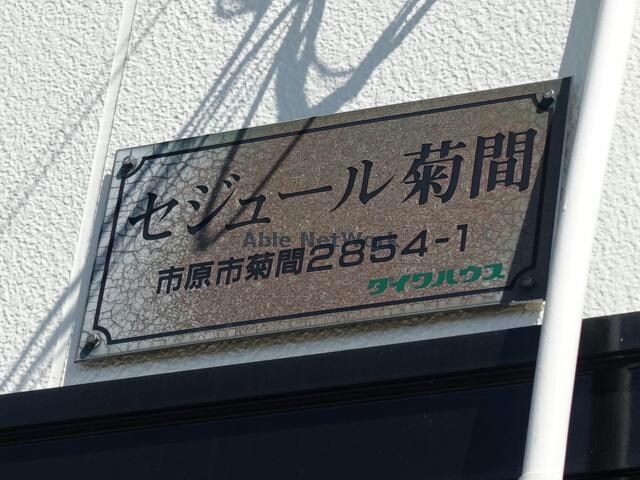 セジュール菊間
市原市菊間2854-1
ダイワハウス
Able NetWork